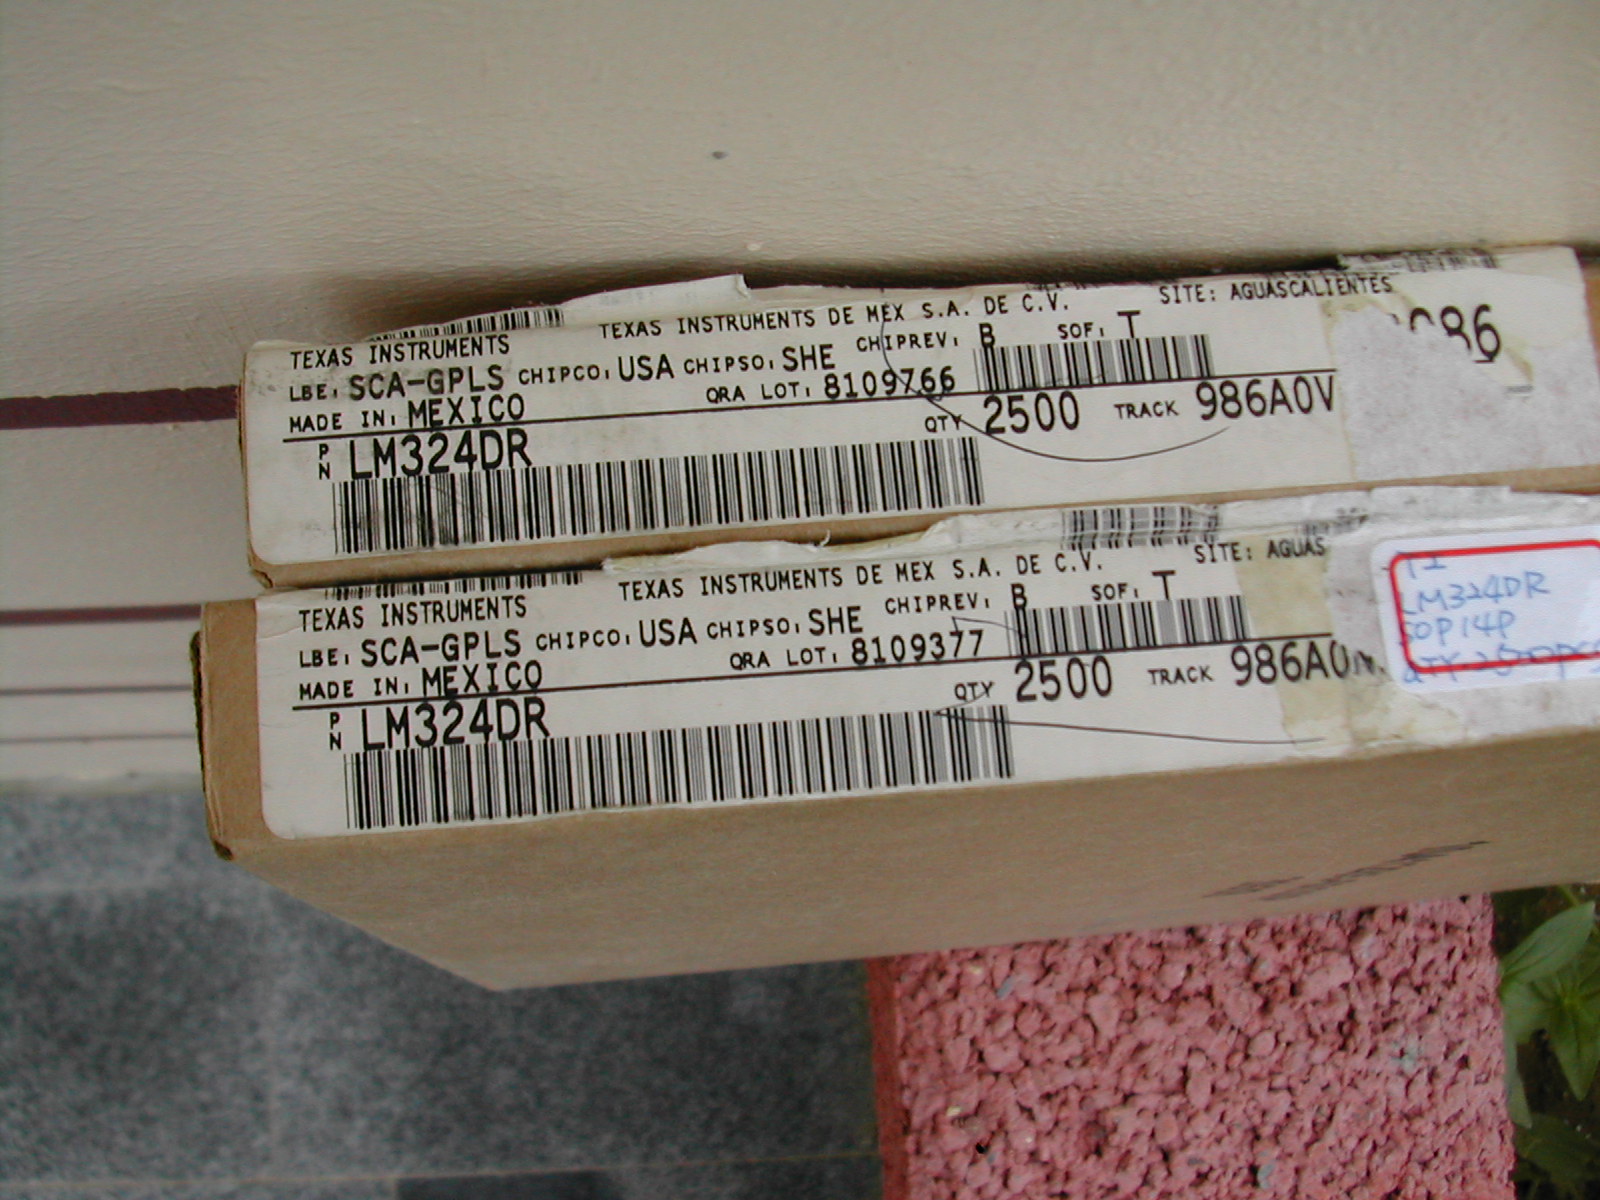 TEXAS INSTRUMENTS TEXAS INSTRUMENTS DE MEX S.A. DE C.V. SITE: AGUASCALIENTES
LBE: SCA-GPLS CHIPCO: USA CHIPSO: SHE CHIPREV: B SOF: T
MADE IN: MEXICO QRA LOT: 8109766
QTY 2500 TRACK 986A0V
PN LM324DR
TEXAS INSTRUMENTS TEXAS INSTRUMENTS DE MEX S.A. DE C.V. SITE: AGUAS
LBE: SCA-GPLS CHIPCO: USA CHIPSO: SHE CHIPREV: B SOF: T
MADE IN: MEXICO QRA LOT: 8109377
QTY 2500 TRACK 986A0
PN LM324DR
TI
LM324DR
SOP14P